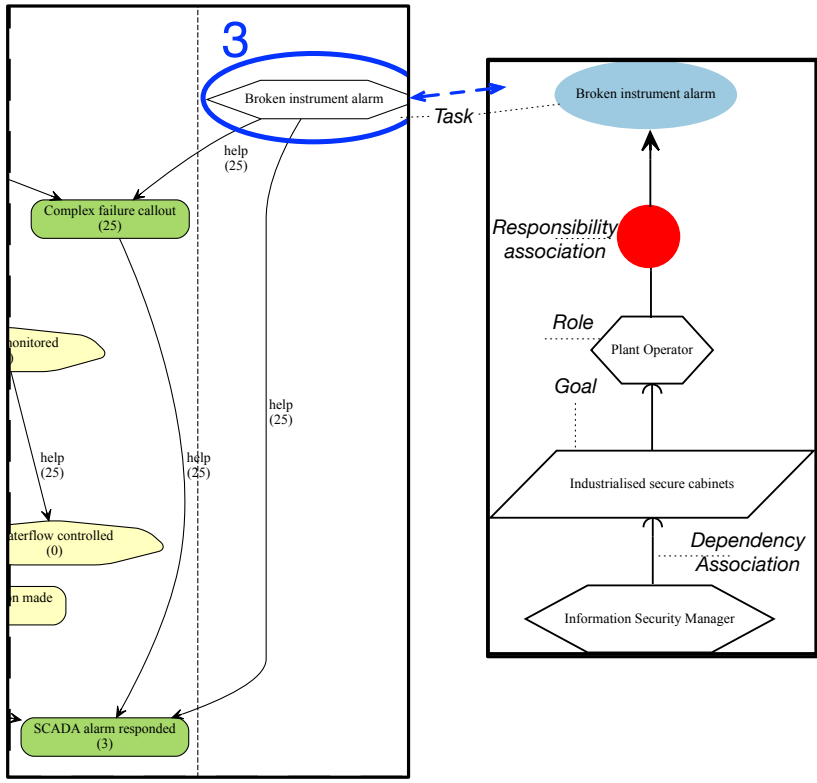 3
Broken instrument alarm
help
(25)
Complex failure callout
(25)
help
(25)
help
(25)
help
(25)
controlled
(0)
made
SCADA alarm responded
(3)
Task
Broken instrument alarm
Responsibility
association
Role
Plant Operator
Goal
Industrialised secure cabinets
Dependency
Association
Information Security Manager